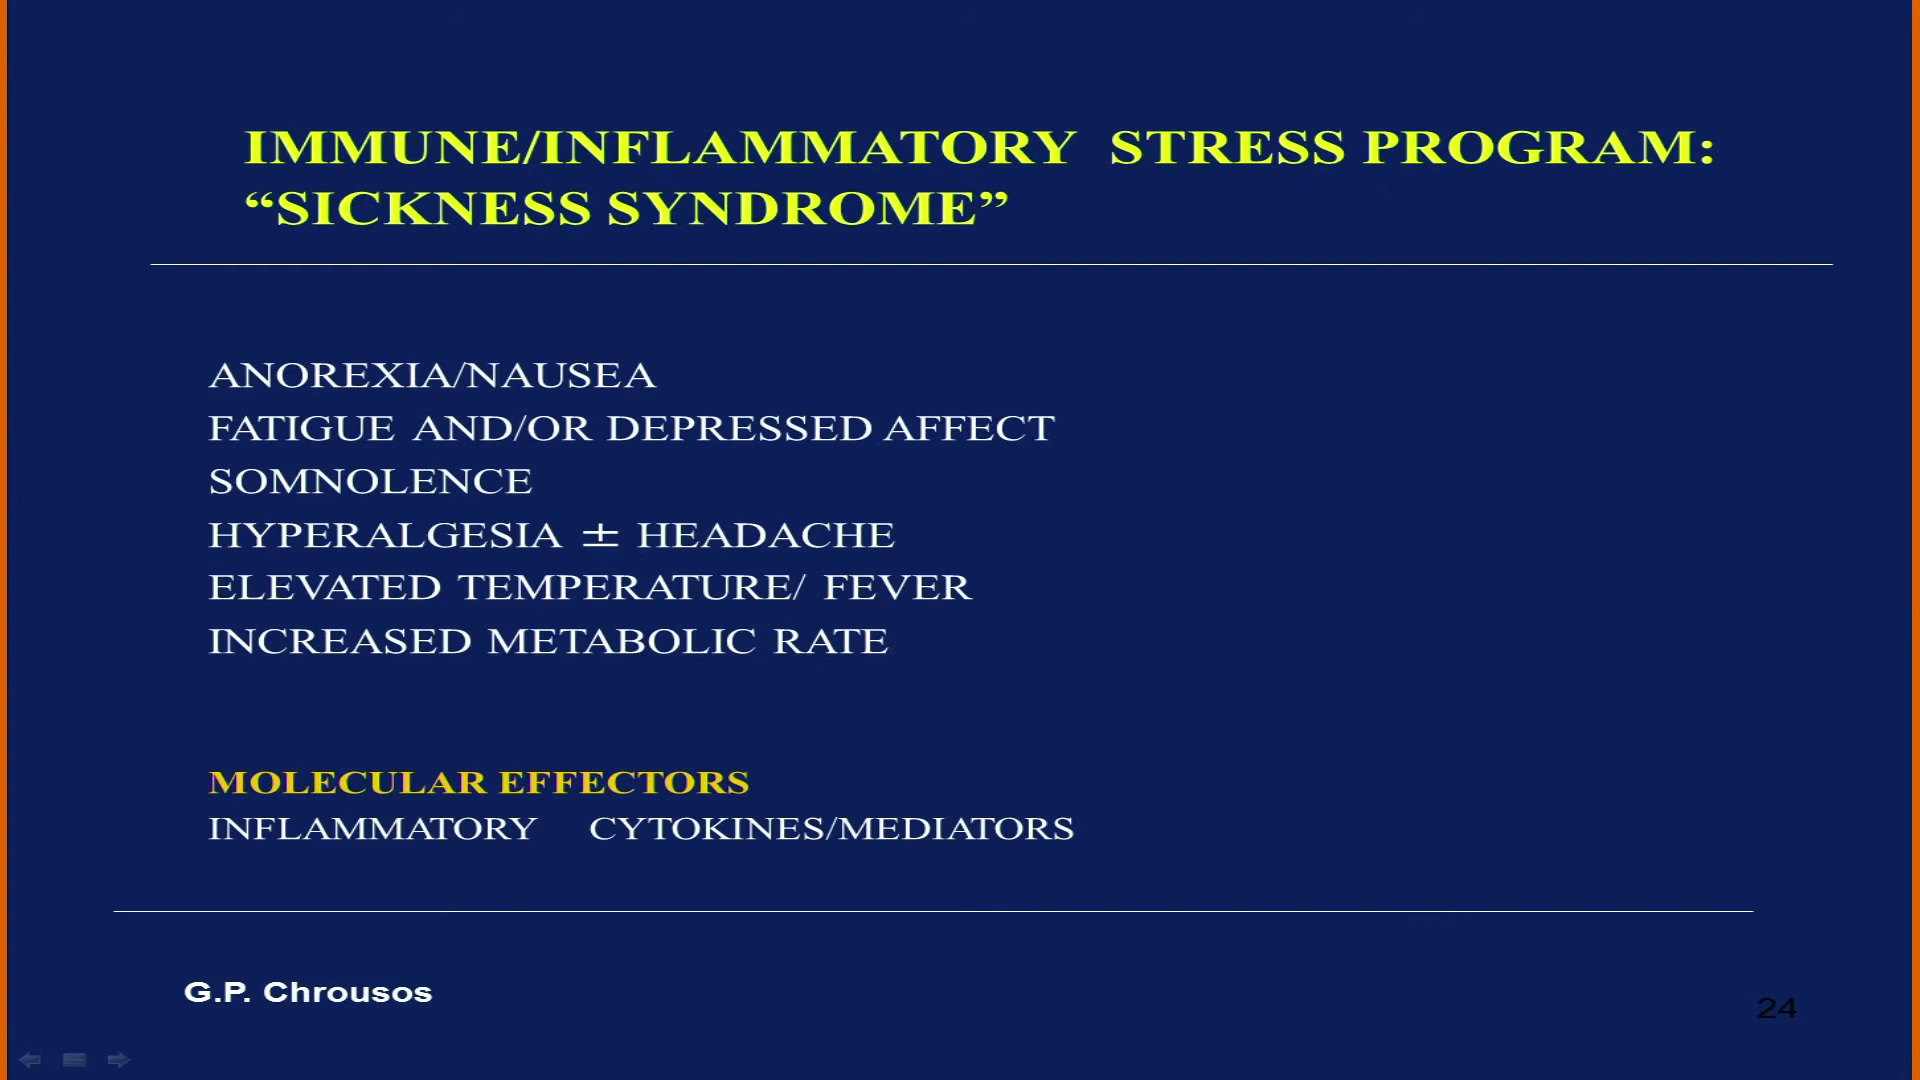 IMMUNE/INFLAMMATORY STRESS PROGRAM:
“SICKNESS SYNDROME”
ANOREXIA/NAUSEA
FATIGUE AND/OR DEPRESSED AFFECT
SOMNOLENCE
HYPERALGESIA ± HEADACHE
ELEVATED TEMPERATURE/ FEVER
INCREASED METABOLIC RATE
MOLECULAR EFFECTORS
INFLAMMATORY CYTOKINES/MEDIATORS
G.P. Chrousos
24